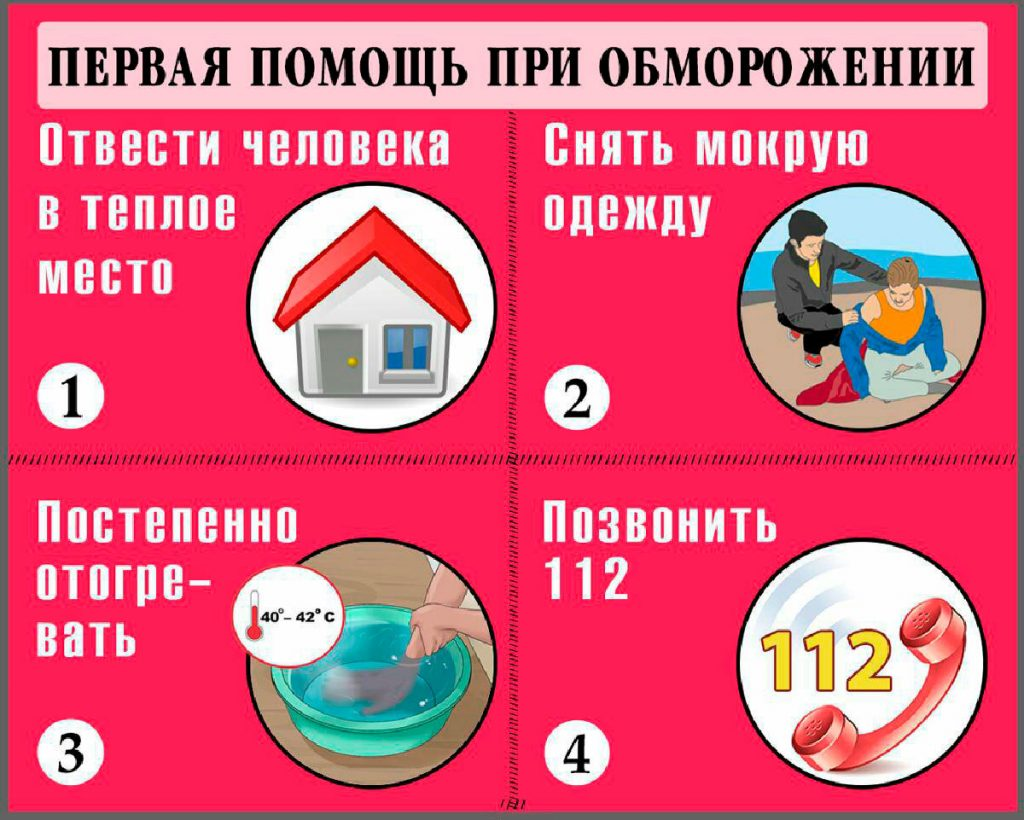 ПЕРВАЯ ПОМОЩЬ ПРИ ОБМОРОЖЕНИИ
Отвести человека
в теплое
место
1
Снять мокрую
одежду
2
Постепенно
отогре–
вать
40°– 42° С
3
Позвонить
112
112
4